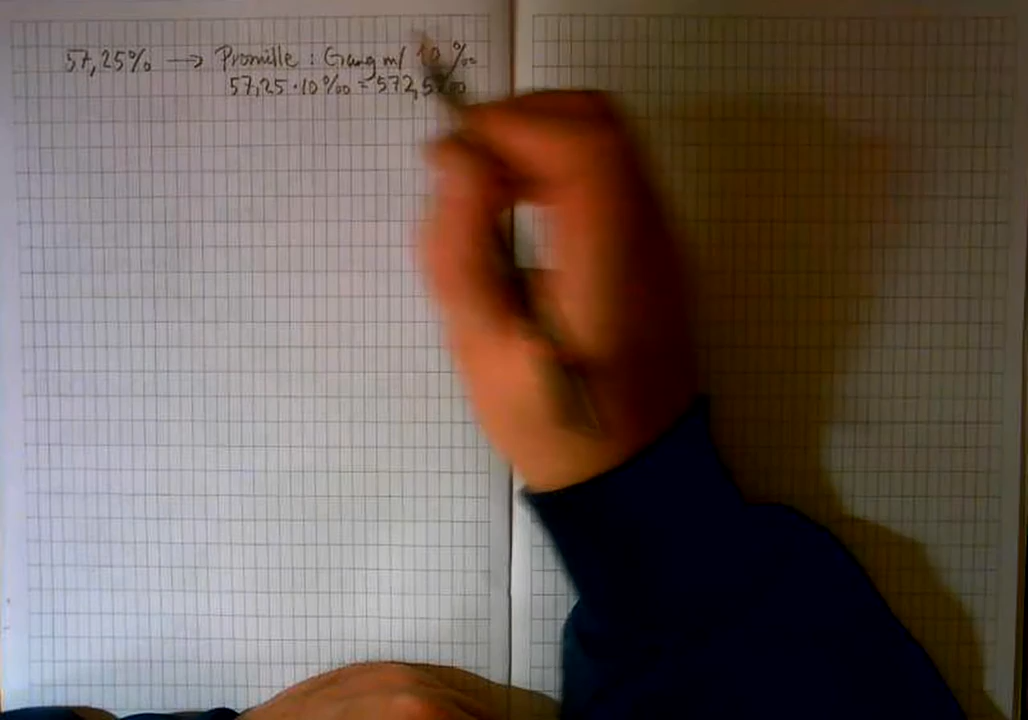 57,25% → Promille : Gang m/ 10 ‰
57,25 · 10 ‰ = 572,5 ‰